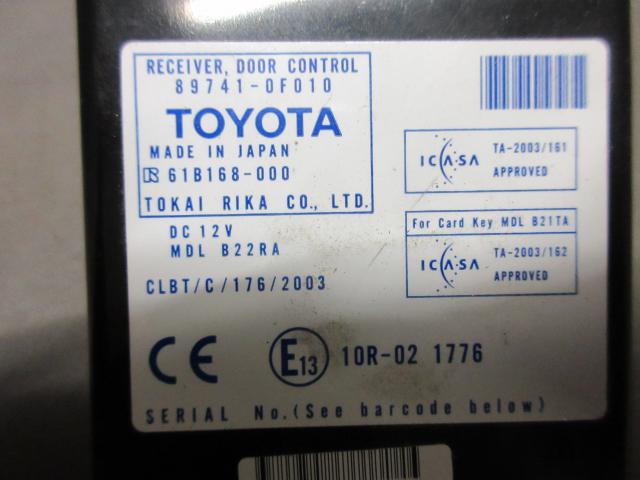 RECEIVER, DOOR CONTROL
89741-0F010
TOYOTA
MADE IN JAPAN
R 61B168-000
TOKAI RIKA CO., LTD.
DC 12V
MDL B22RA
CLBT/C/176/2003
ICASA TA-2003/161
APPROVED
For Card Key MDL B21TA
ICASA TA-2003/162
APPROVED
CE E13 10R-02 1776
SERIAL No.(See barcode below)